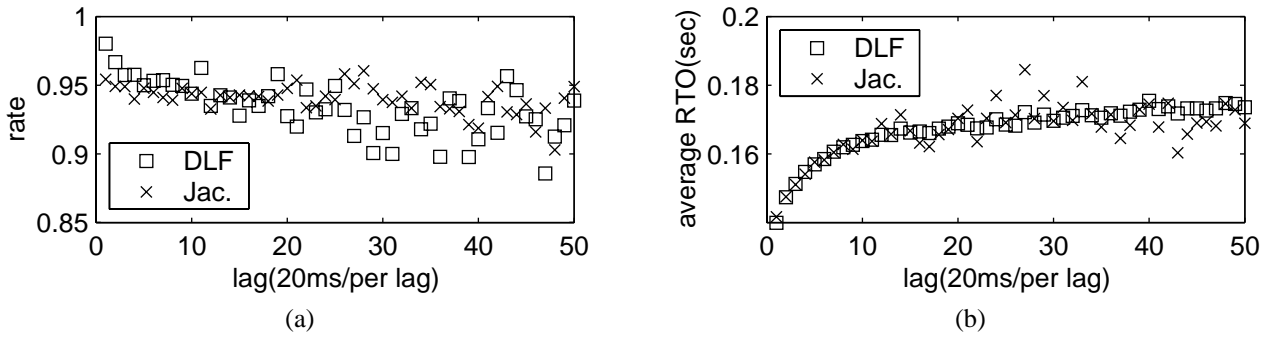 1
0.95
0.9
0.85
rate
DLF
Jac.
0 10 20 30 40 50
lag(20ms/per lag)
(a)
0.2
0.18
0.16
average RTO(sec)
DLF
Jac.
0 10 20 30 40 50
lag(20ms/per lag)
(b)